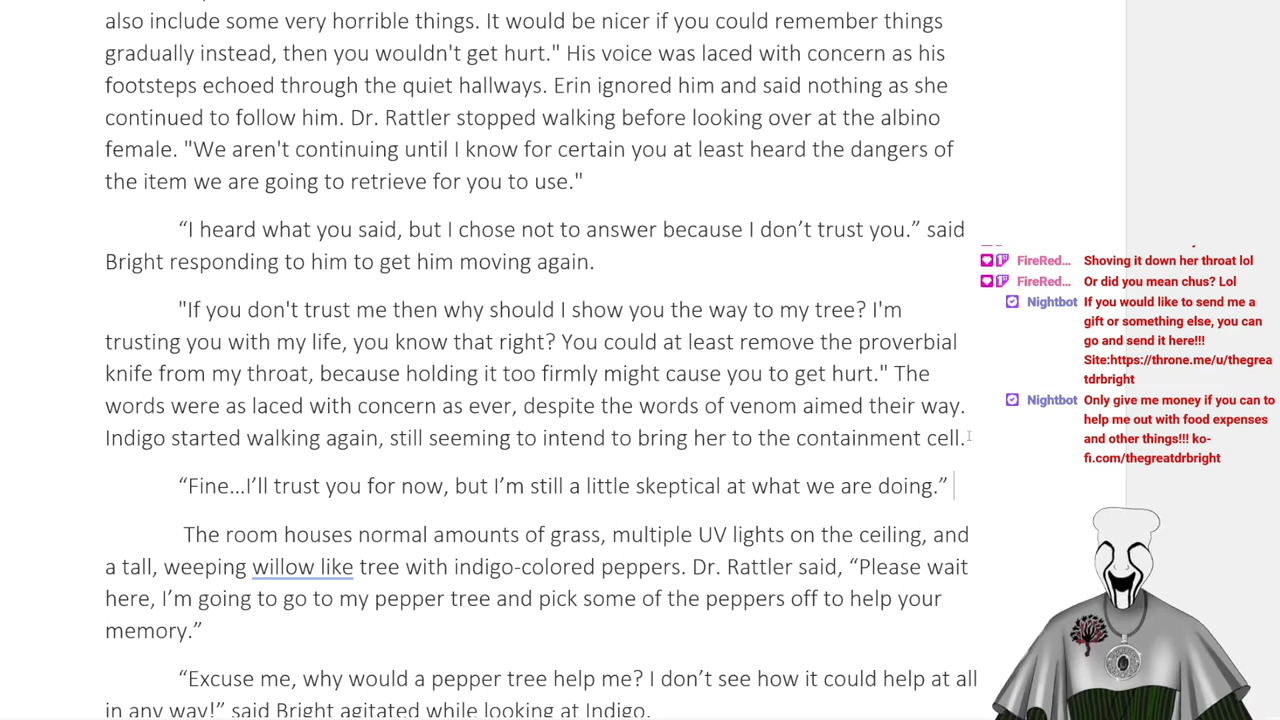 also include some very horrible things. It would be nicer if you could remember things
gradually instead, then you wouldn't get hurt." His voice was laced with concern as his
footsteps echoed through the quiet hallways. Erin ignored him and said nothing as she
continued to follow him. Dr. Rattler stopped walking before looking over at the albino
female. "We aren't continuing until I know for certain you at least heard the dangers of
the item we are going to retrieve for you to use."
“I heard what you said, but I chose not to answer because I don’t trust you.” said
Bright responding to him to get him moving again.
"If you don't trust me then why should I show you the way to my tree? I'm
trusting you with my life, you know that right? You could at least remove the proverbial
knife from my throat, because holding it too firmly might cause you to get hurt." The
words were as laced with concern as ever, despite the words of venom aimed their way.
Indigo started walking again, still seeming to intend to bring her to the containment cell.
“Fine…I’ll trust you for now, but I’m still a little skeptical at what we are doing.”
The room houses normal amounts of grass, multiple UV lights on the ceiling, and
a tall, weeping willow like tree with indigo-colored peppers. Dr. Rattler said, “Please wait
here, I’m going to go to my pepper tree and pick some of the peppers off to help your
memory.”
“Excuse me, why would a pepper tree help me? I don’t see how it could help at all
in any way!” said Bright agitated while looking at Indigo.
FireRed… Shoving it down her throat lol
FireRed… Or did you mean chus? Lol
Nightbot If you would like to send me a
gift or something else, you can
go and send it here!!!
Site:https://throne.me/u/thegrea
tdrbright
Nightbot Only give me money if you can to
help me out with food expenses
and other things!!! ko-
fi.com/thegreatdrbright